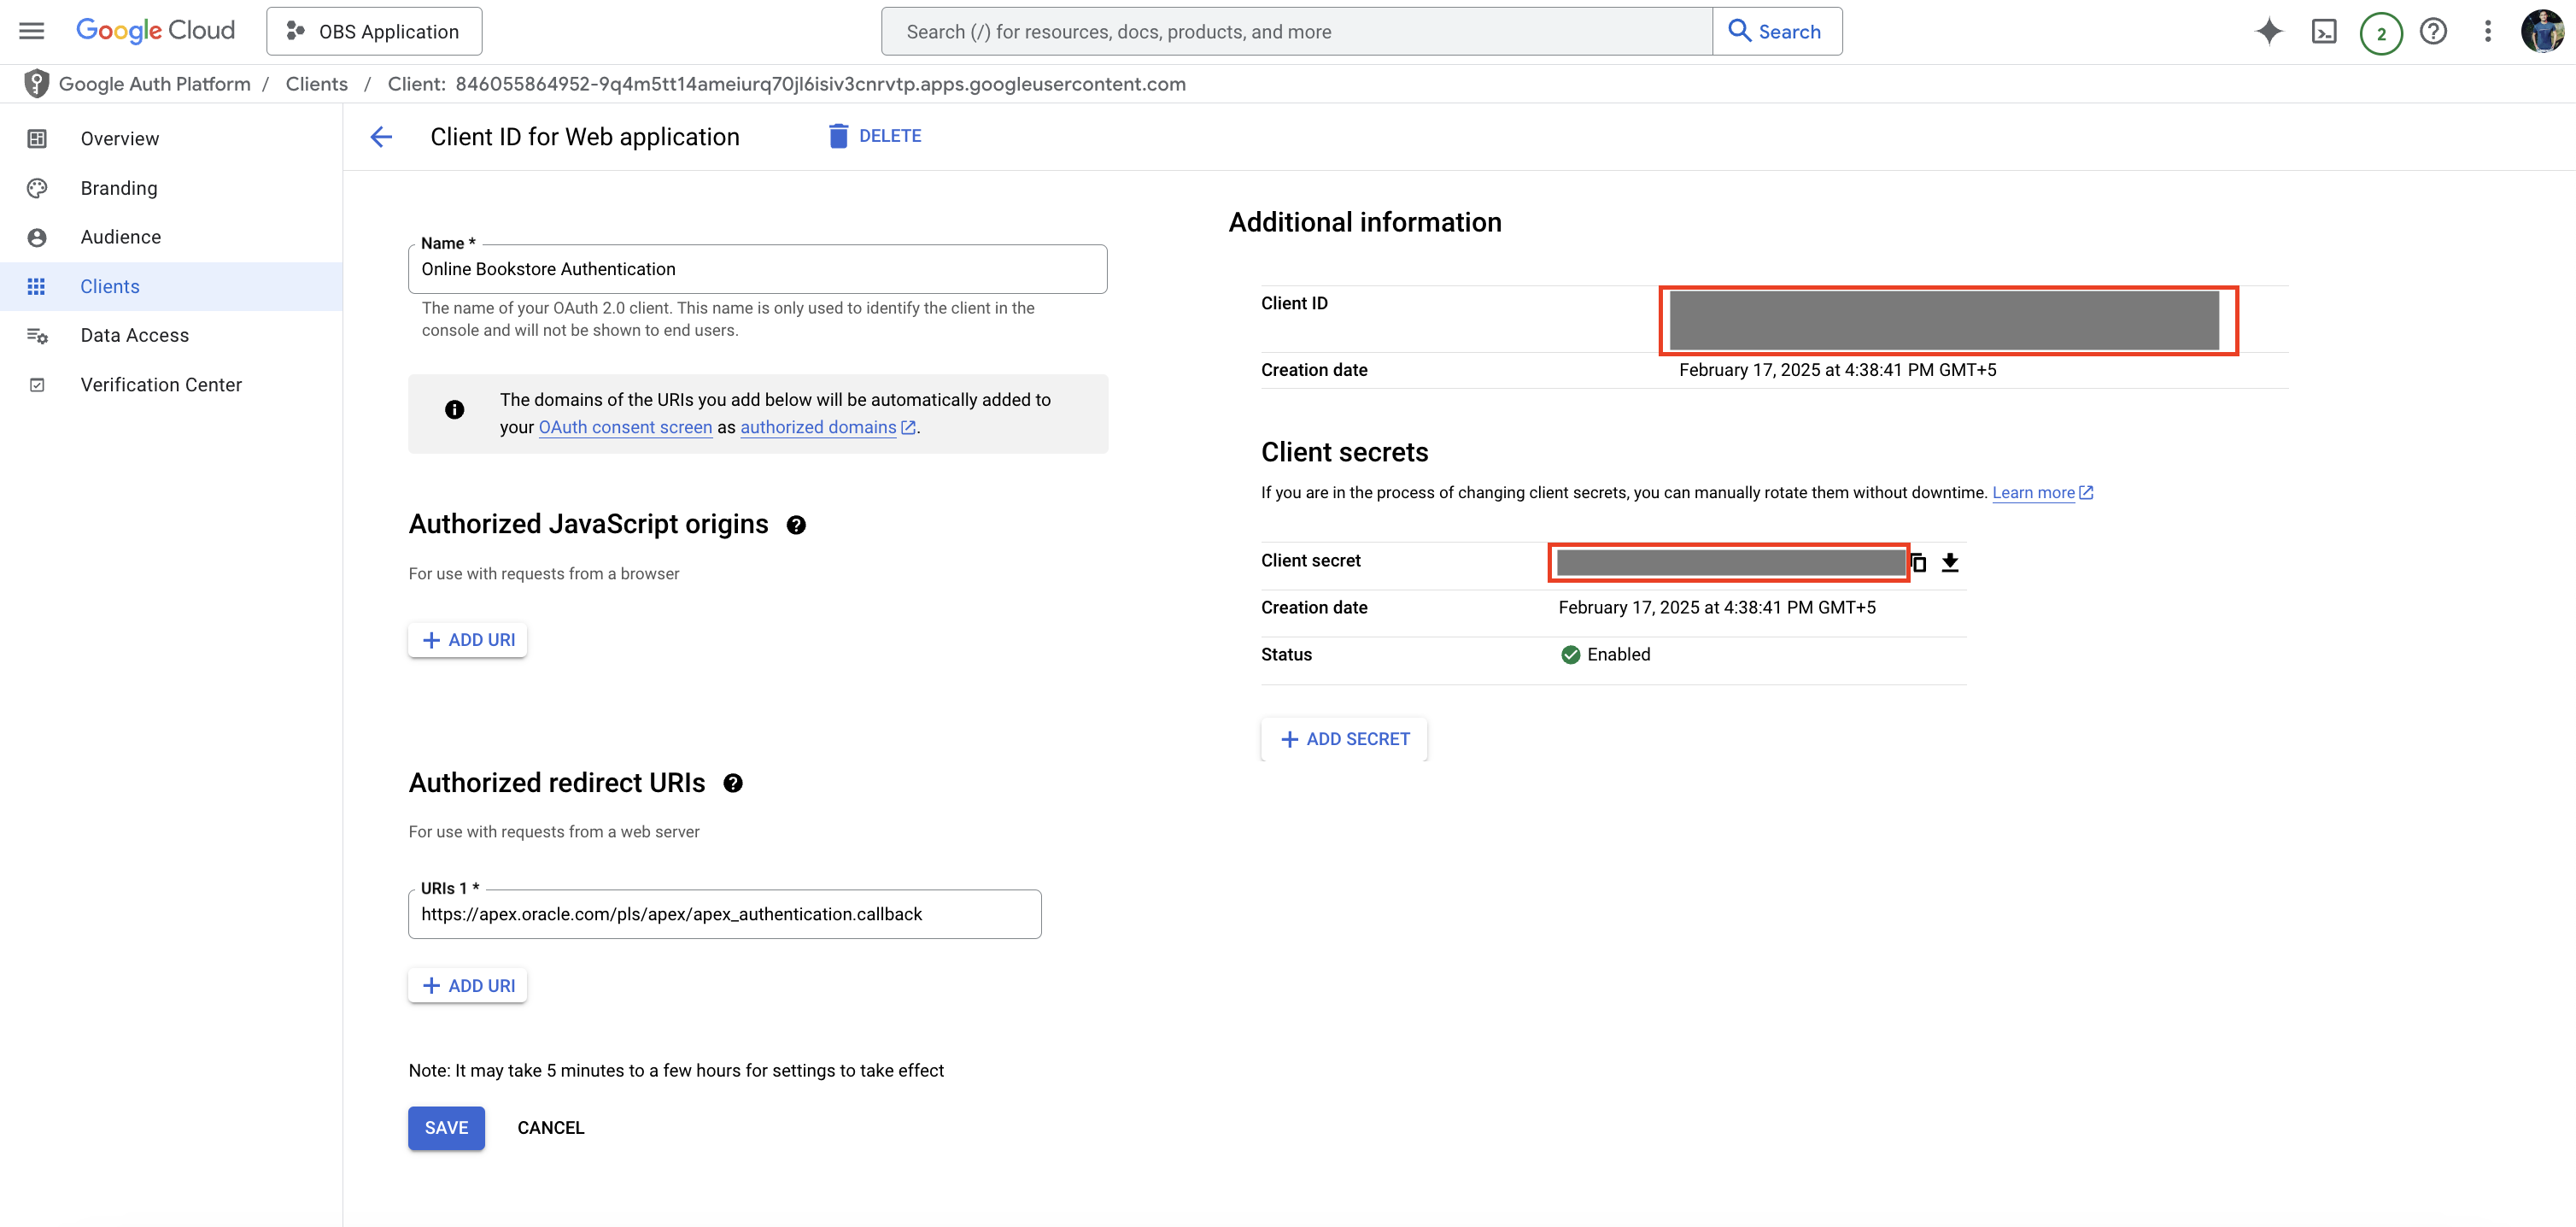 Google Cloud
OBS Application
Search (/) for resources, docs, products, and more
Search
2
Google Auth Platform / Clients / Client: 846055864952-9q4m5tt14ameiurq70jl6isiv3cnrvtp.apps.googleusercontent.com
Overview
Branding
Audience
Clients
Data Access
Verification Center
Client ID for Web application
DELETE
Name *
Online Bookstore Authentication
The name of your OAuth 2.0 client. This name is only used to identify the client in the
console and will not be shown to end users.
The domains of the URIs you add below will be automatically added to
your OAuth consent screen as authorized domains.
Authorized JavaScript origins
For use with requests from a browser
+ ADD URI
Authorized redirect URIs
For use with requests from a web server
URIs 1 *
https://apex.oracle.com/pls/apex/apex_authentication.callback
+ ADD URI
Note: It may take 5 minutes to a few hours for settings to take effect
SAVE
CANCEL
Additional information
Client ID
Creation date
February 17, 2025 at 4:38:41 PM GMT+5
Client secrets
If you are in the process of changing client secrets, you can manually rotate them without downtime. Learn more
Client secret
Creation date
February 17, 2025 at 4:38:41 PM GMT+5
Status
Enabled
+ ADD SECRET